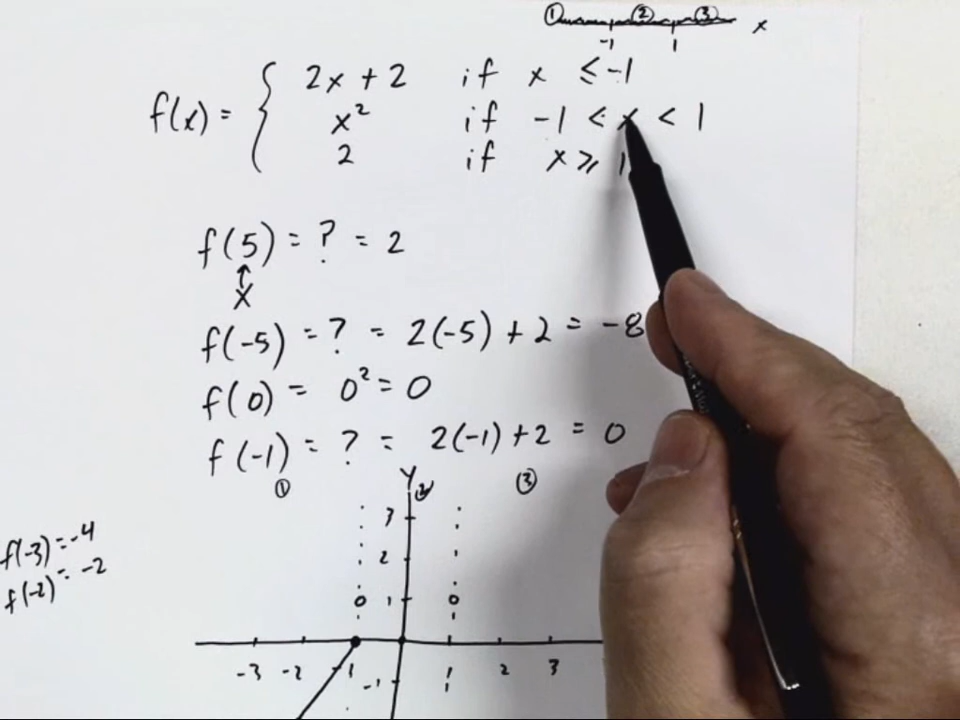 ① ② ③ x
-1 1
f(x) = { 2x + 2 if x ≤ -1
x² if -1 < x < 1
2 if x ≥ 1
f(5) = ? = 2
↑
x
f(-5) = ? = 2(-5) + 2 = -8
f(0) = 0² = 0
f(-1) = ? = 2(-1) + 2 = 0
① Y ② ③
3
f(-3) = -4
2
f(-2) = -2
1
-3 -2 -1 1 2 3
-1